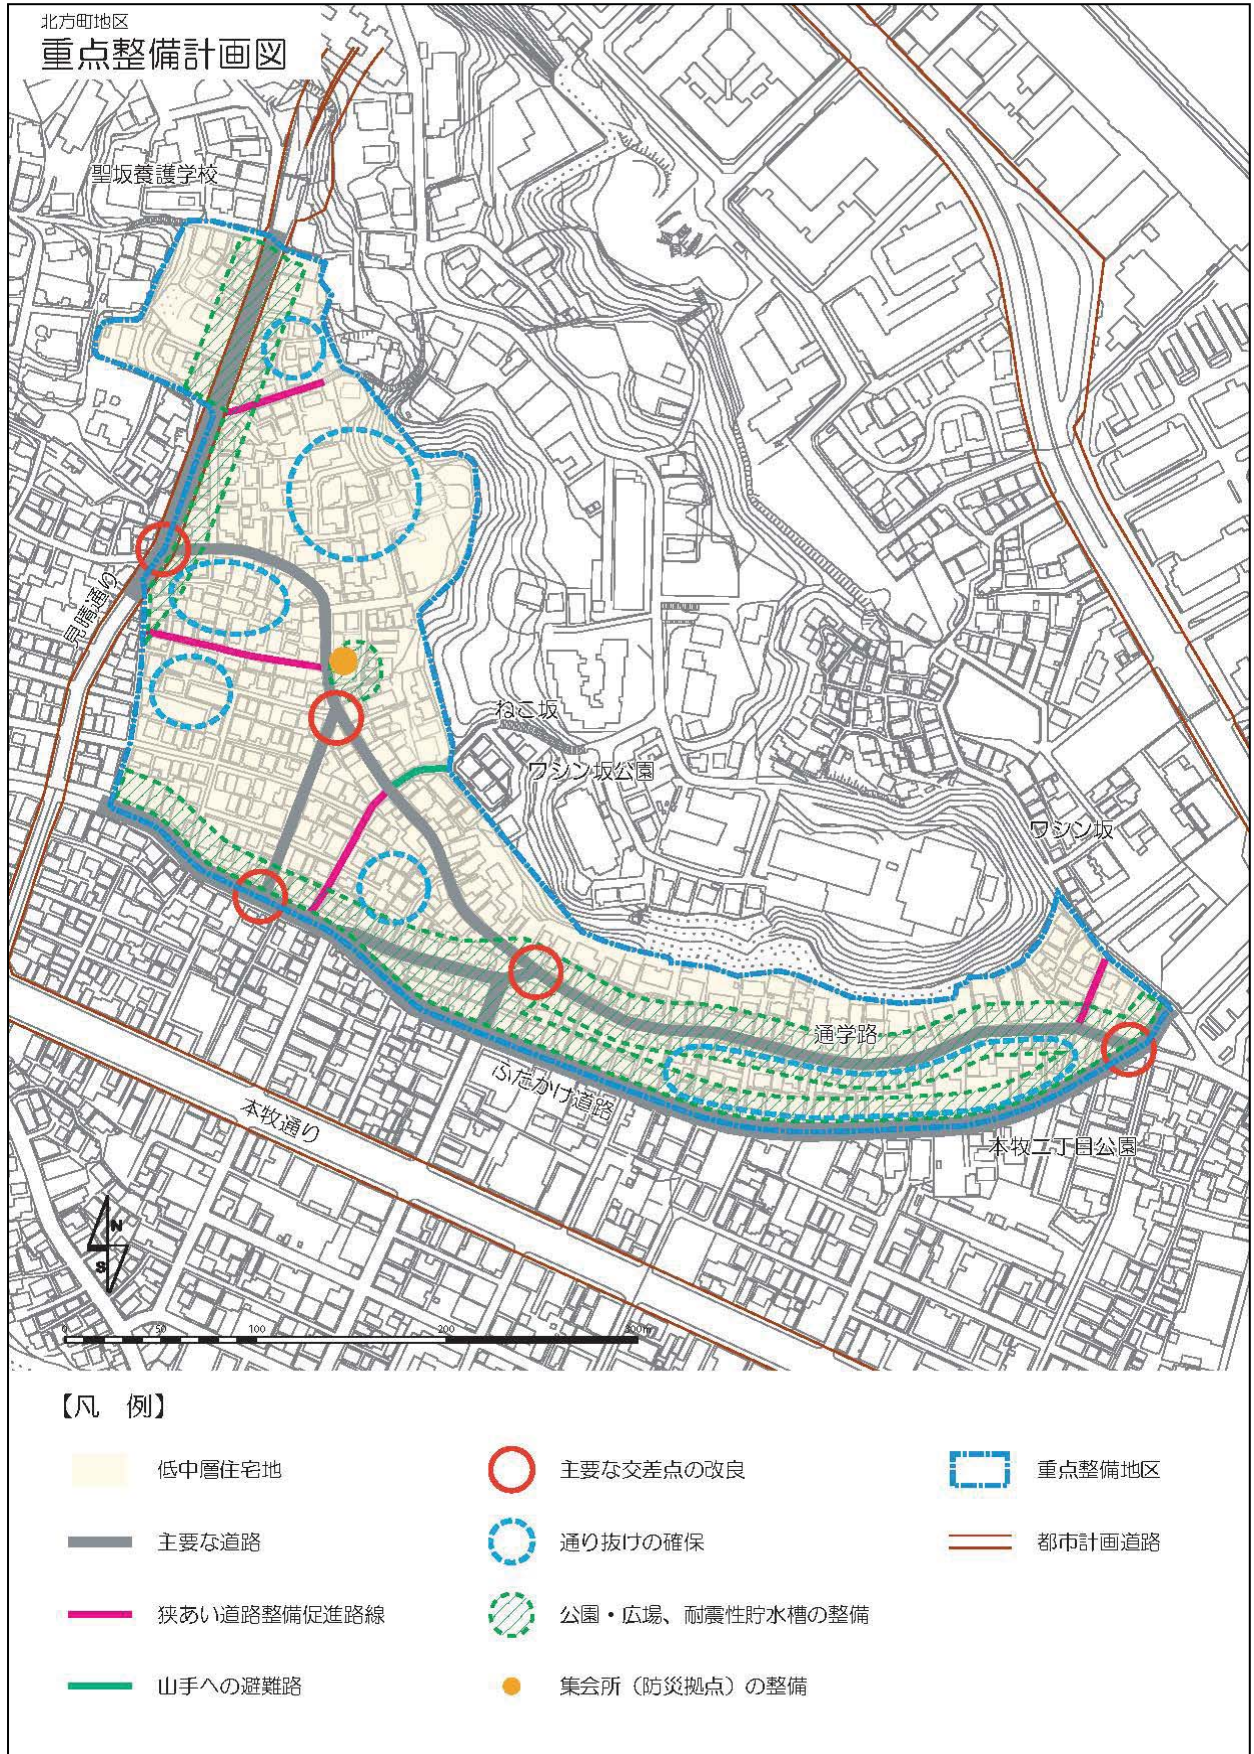 北方町地区
重点整備計画図
聖坂養護学校
見晴通り
ねこ坂
ワシン坂公園
ワシン坂
通学路
ふたかけ道路
本牧通り
本牧二丁目公園
N
S
0 50 100 200 300m
【凡 例】
低中層住宅地
主要な交差点の改良
重点整備地区
主要な道路
通り抜けの確保
都市計画道路
狭あい道路整備促進路線
公園・広場、耐震性貯水槽の整備
山手への避難路
集会所（防災拠点）の整備